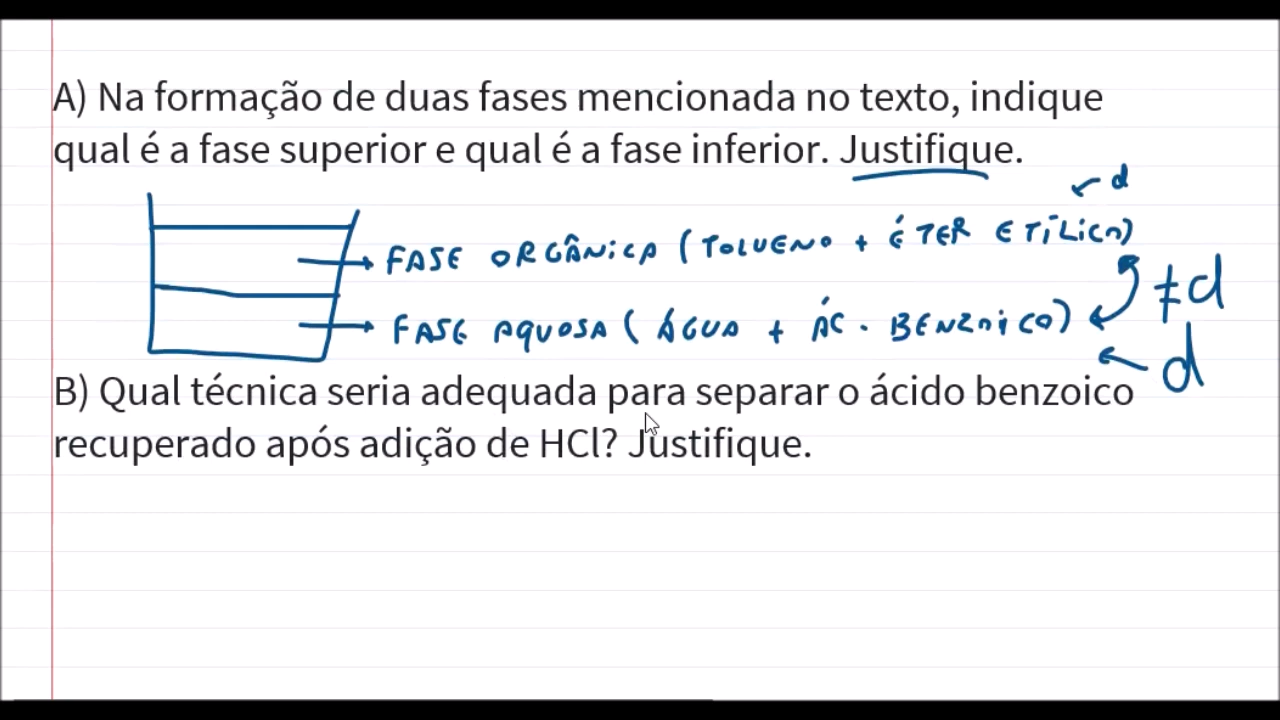 A) Na formação de duas fases mencionada no texto, indique
qual é a fase superior e qual é a fase inferior. Justifique.
d
FASE ORGÂNICA (TOLUENO + ÉTER ETÍLICO)
≠d
FASE AQUOSA (ÁGUA + ÁC. BENZOICO)
d
B) Qual técnica seria adequada para separar o ácido benzoico
recuperado após adição de HCl? Justifique.